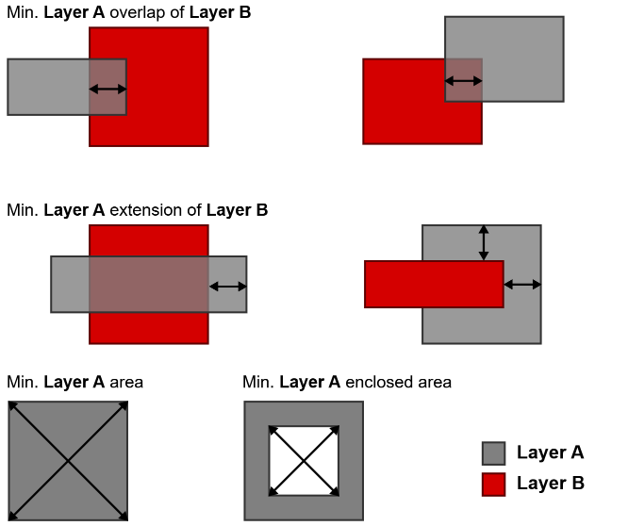 Min. Layer A overlap of Layer B
Min. Layer A extension of Layer B
Min. Layer A area
Min. Layer A enclosed area
Layer A
Layer B